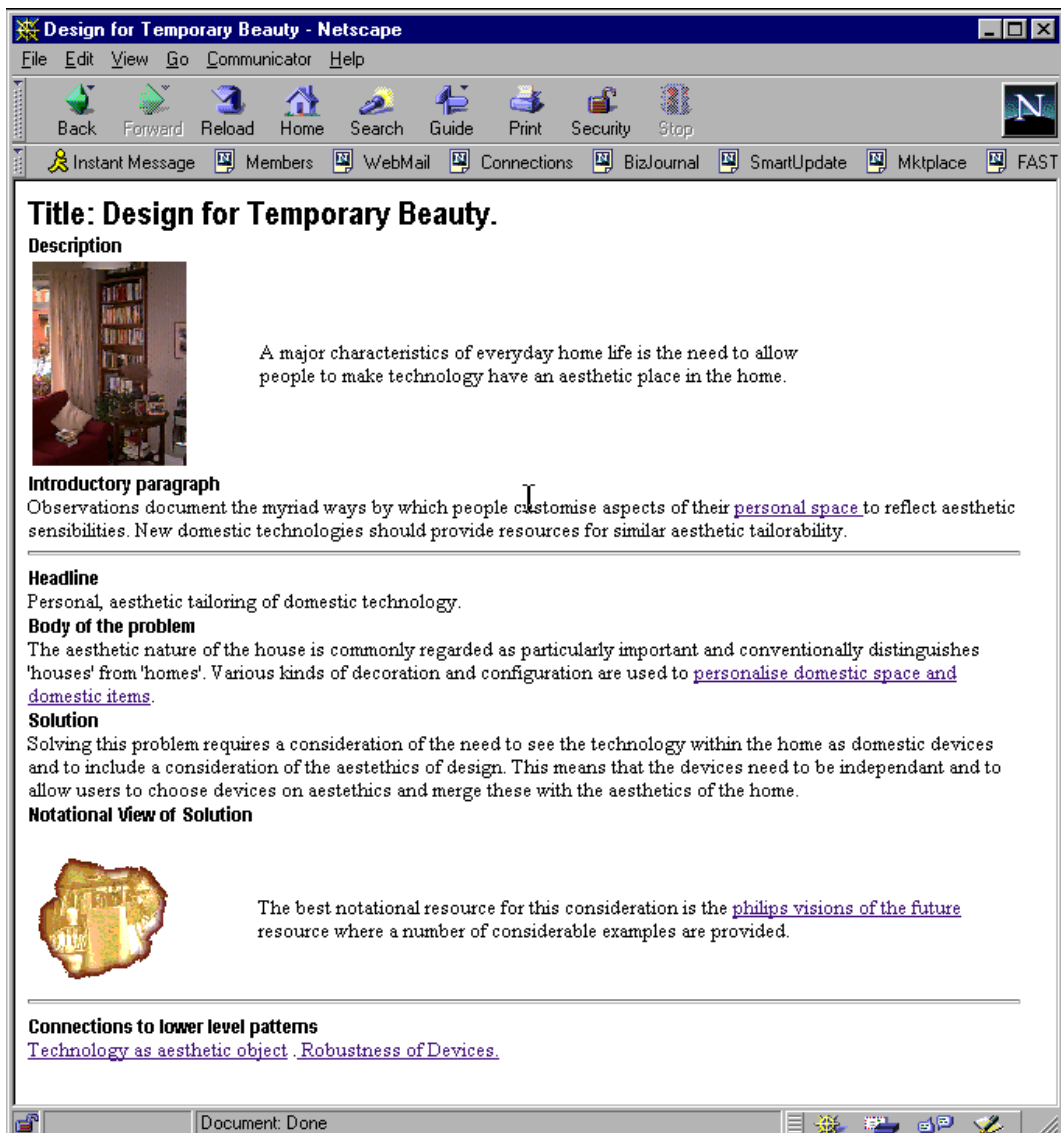 Design for Temporary Beauty - Netscape
File Edit View Go Communicator Help
Back Forward Reload Home Search Guide Print Security Stop
N
Instant Message Members WebMail Connections BizJournal SmartUpdate Mktplace FAST
Title: Design for Temporary Beauty.
Description
A major characteristics of everyday home life is the need to allow
people to make technology have an aesthetic place in the home.
Introductory paragraph
Observations document the myriad ways by which people customise aspects of their personal space to reflect aesthetic
sensibilities. New domestic technologies should provide resources for similar aesthetic tailorability.
Headline
Personal, aesthetic tailoring of domestic technology.
Body of the problem
The aesthetic nature of the house is commonly regarded as particularly important and conventionally distinguishes
'houses' from 'homes'. Various kinds of decoration and configuration are used to personalise domestic space and
domestic items.
Solution
Solving this problem requires a consideration of the need to see the technology within the home as domestic devices
and to include a consideration of the aestethics of design. This means that the devices need to be independant and to
allow users to choose devices on aestethics and merge these with the aesthetics of the home.
Notational View of Solution
The best notational resource for this consideration is the philips visions of the future
resource where a number of considerable examples are provided.
Connections to lower level patterns
Technology as aesthetic object . Robustness of Devices.
Document: Done